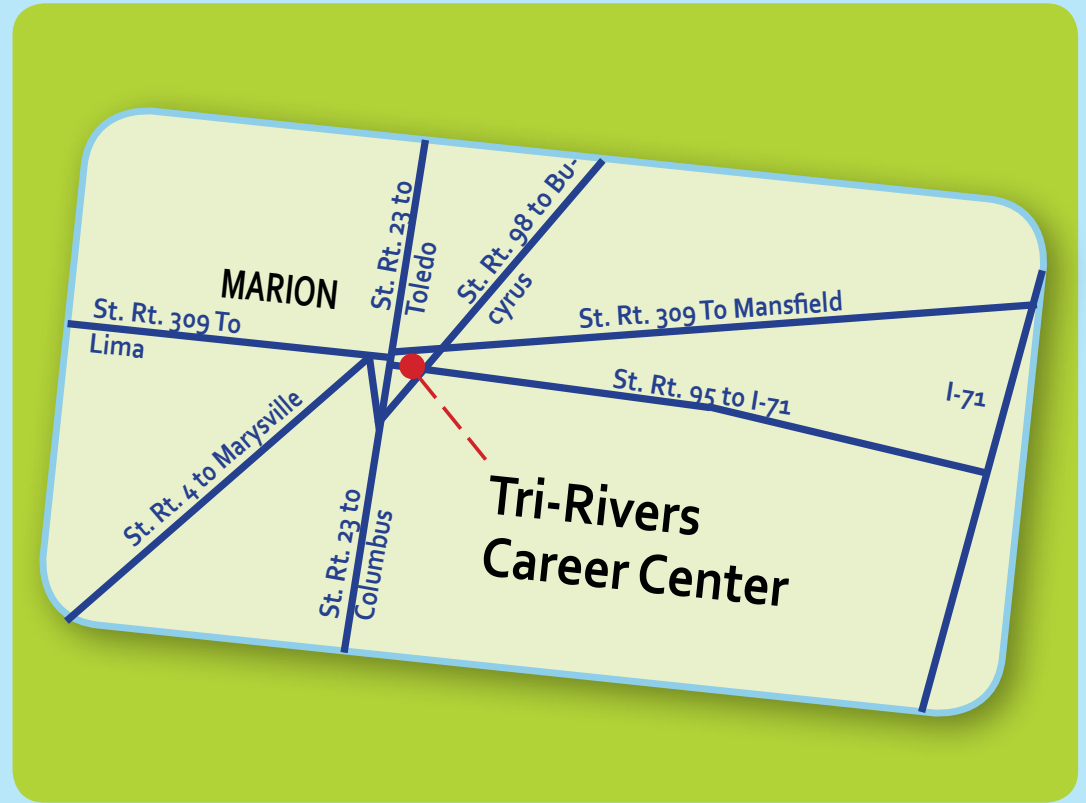 St. Rt. 23 to
Toledo
St. Rt. 98 to Bu-
cyrus
MARION
St. Rt. 309 To
Lima
St. Rt. 309 To Mansfield
St. Rt. 95 to I-71
I-71
St. Rt. 4 to Marysville
St. Rt. 23 to
Columbus
Tri-Rivers
Career Center